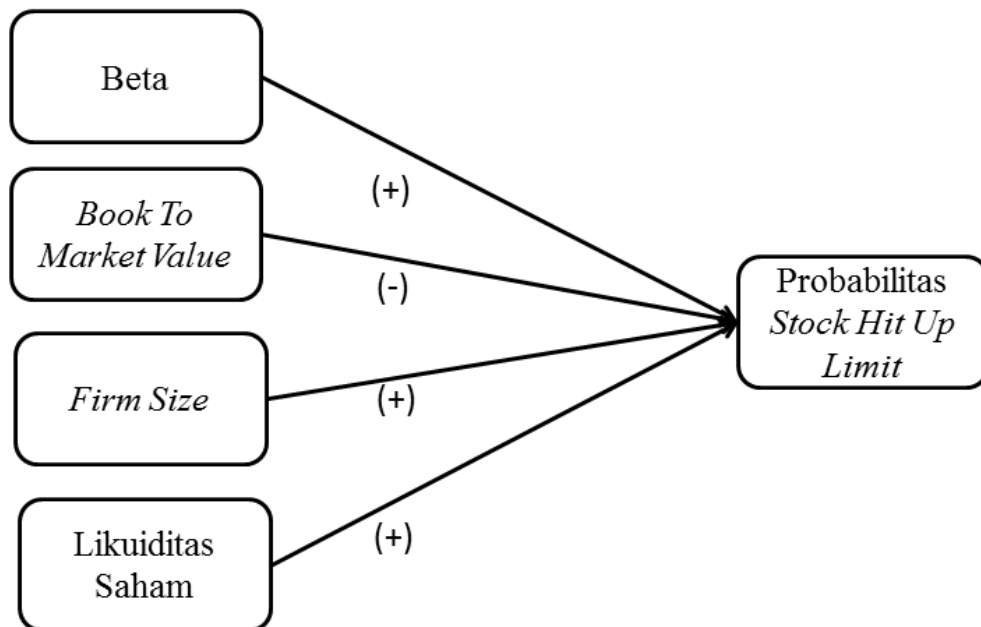 Beta
(+)
Book To
Market Value
(-)
Firm Size
(+)
Likuiditas
Saham
(+)
Probabilitas
Stock Hit Up
Limit